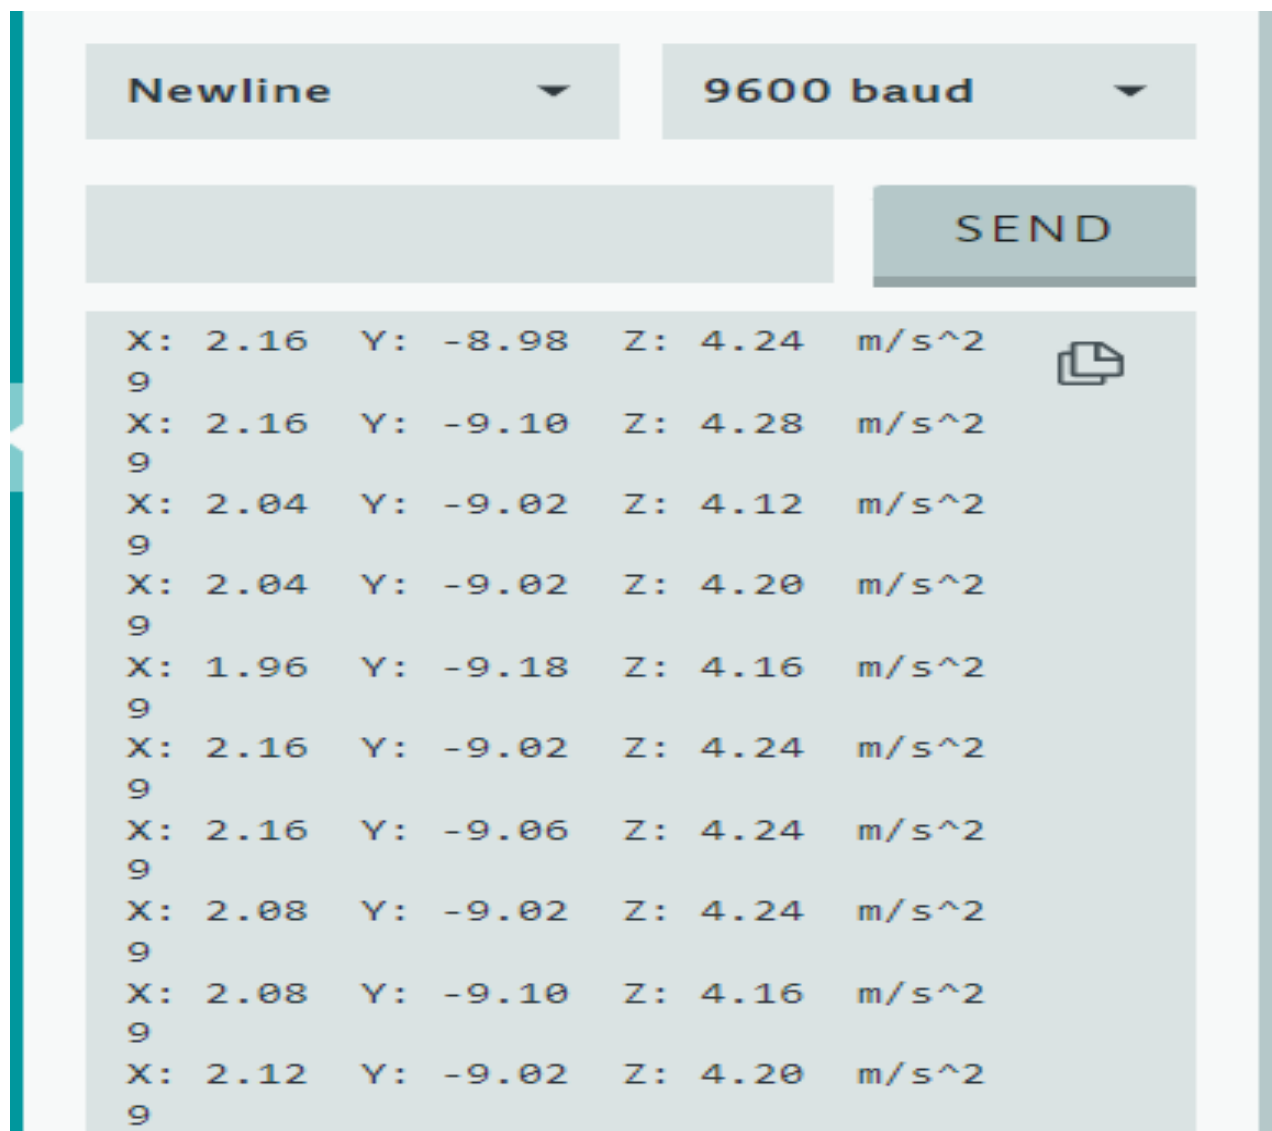 Newline
9600 baud
SEND
X: 2.16  Y: -8.98  Z: 4.24  m/s^2
9
X: 2.16  Y: -9.10  Z: 4.28  m/s^2
9
X: 2.04  Y: -9.02  Z: 4.12  m/s^2
9
X: 2.04  Y: -9.02  Z: 4.20  m/s^2
9
X: 1.96  Y: -9.18  Z: 4.16  m/s^2
9
X: 2.16  Y: -9.02  Z: 4.24  m/s^2
9
X: 2.16  Y: -9.06  Z: 4.24  m/s^2
9
X: 2.08  Y: -9.02  Z: 4.24  m/s^2
9
X: 2.08  Y: -9.10  Z: 4.16  m/s^2
9
X: 2.12  Y: -9.02  Z: 4.20  m/s^2
9